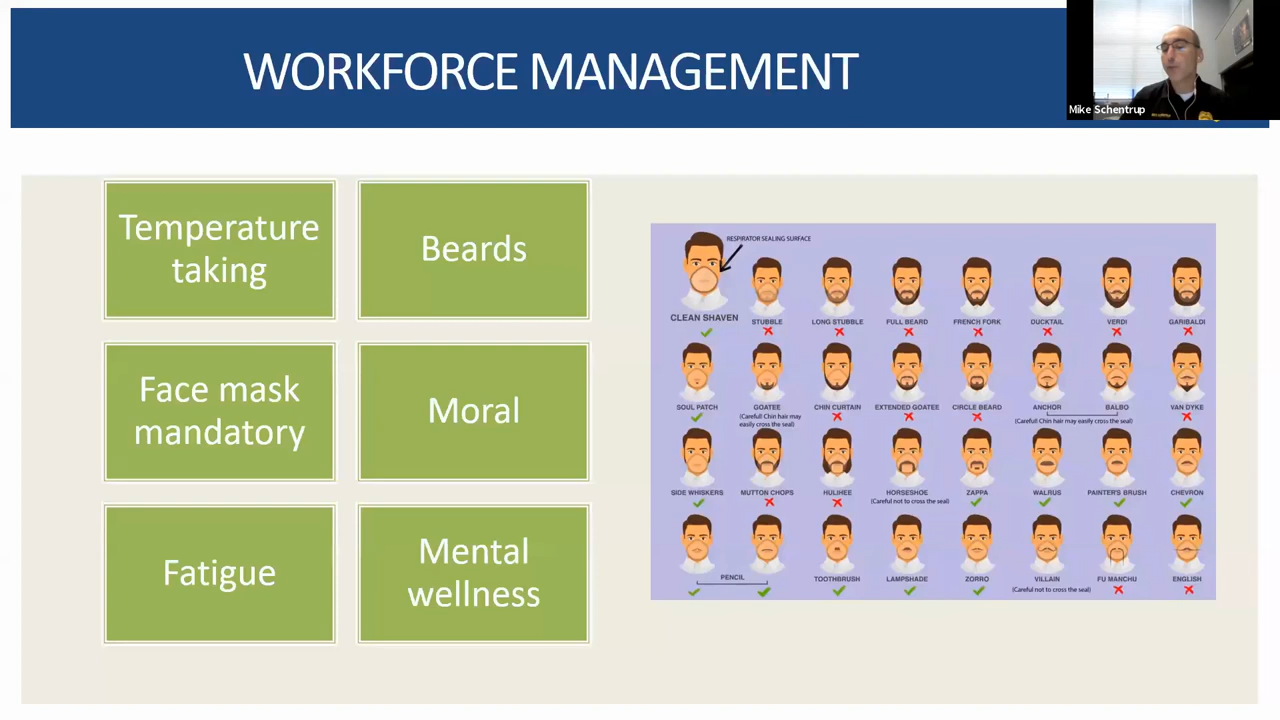 WORKFORCE MANAGEMENT
Mike Schentrup
Temperature
taking
Beards
Face mask
mandatory
Moral
Fatigue
Mental
wellness
RESPIRATOR SEALING SURFACE
CLEAN SHAVEN
STUBBLE
LONG STUBBLE
FULL BEARD
FRENCH FORK
DUCKTAIL
VERDI
GARIBALDI
SOUL PATCH
GOATEE
(Careful! Chin hair may
easily cross the seal)
CHIN CURTAIN
EXTENDED GOATEE
CIRCLE BEARD
ANCHOR
BALBO
(Careful! Chin hair may easily cross the seal)
VAN DYKE
SIDE WHISKERS
MUTTON CHOPS
HULIHEE
HORSESHOE
(Careful not to cross the seal)
ZAPPA
WALRUS
PAINTER'S BRUSH
CHEVRON
PENCIL
TOOTHBRUSH
LAMPSHADE
ZORRO
VILLAIN
(Careful not to cross the seal)
FU MANCHU
ENGLISH